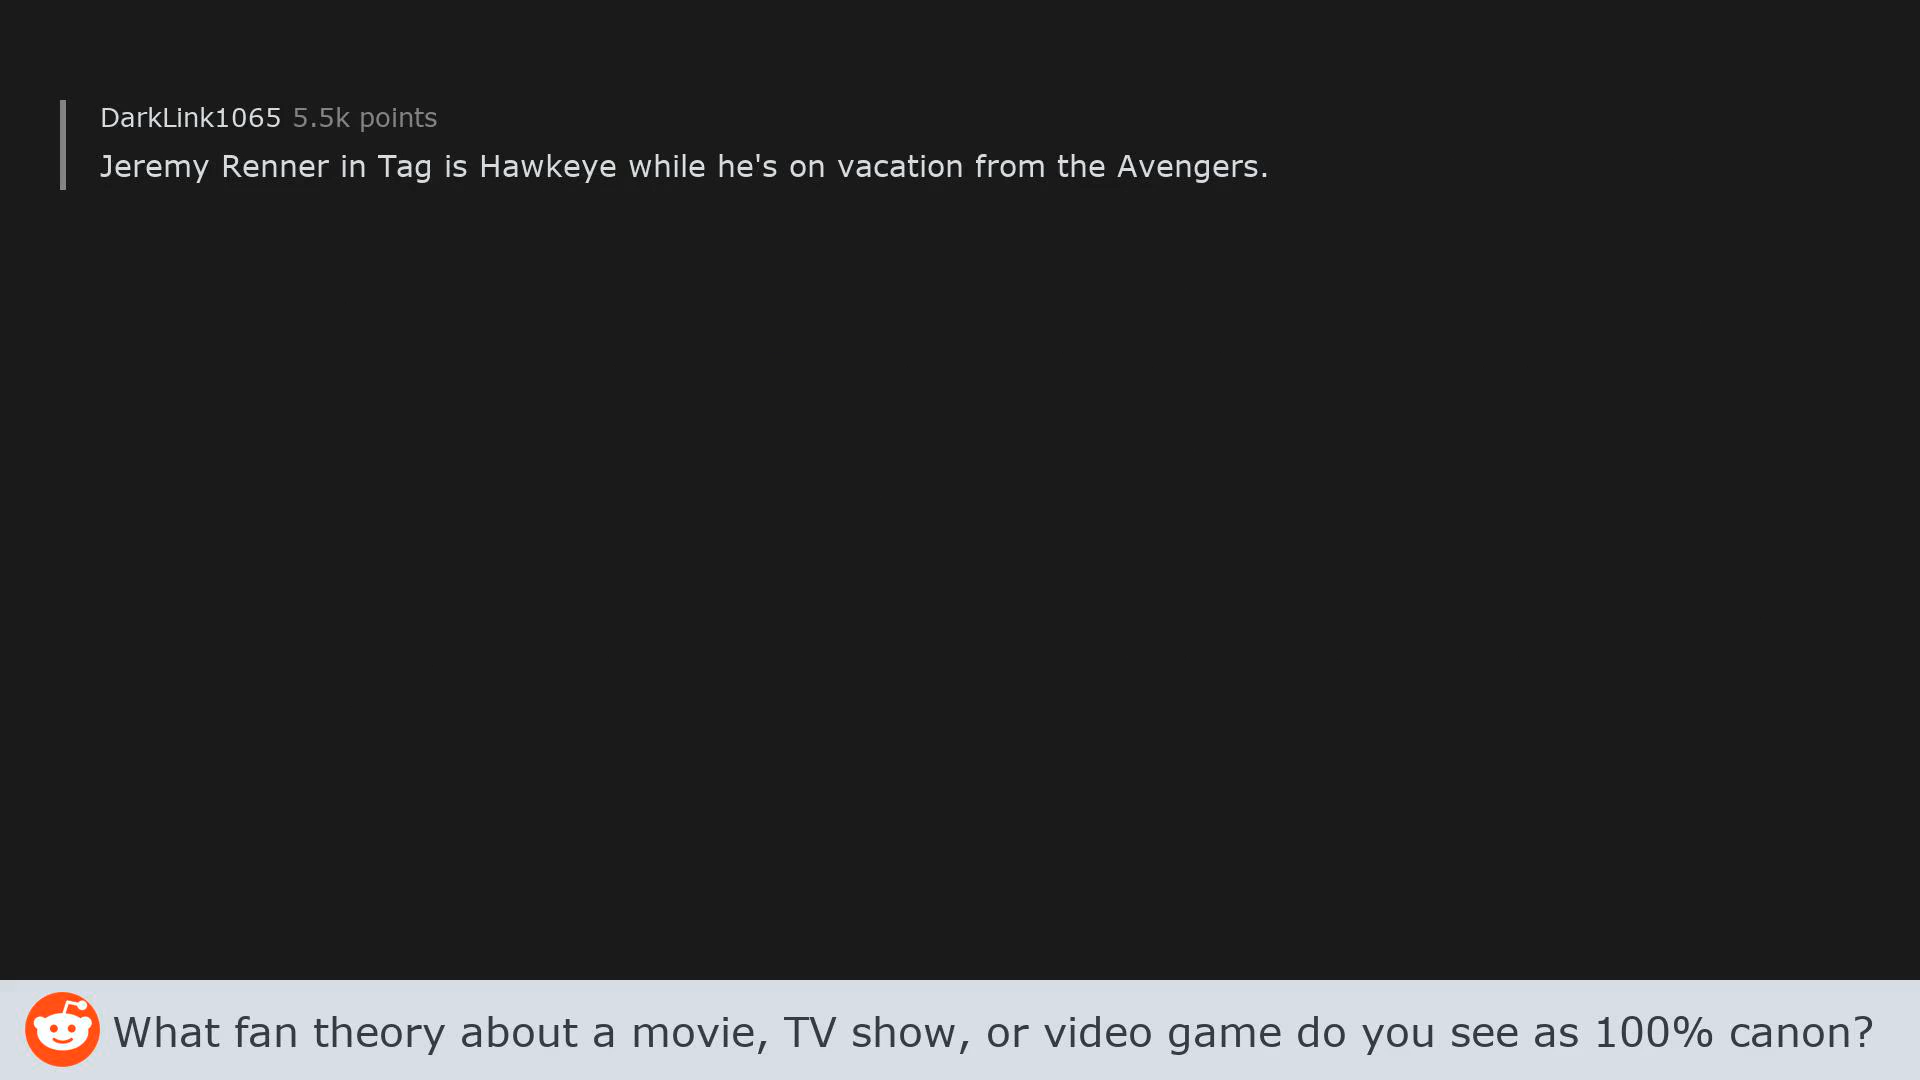 DarkLink1065 5.5k points
Jeremy Renner in Tag is Hawkeye while he's on vacation from the Avengers.
What fan theory about a movie, TV show, or video game do you see as 100% canon?